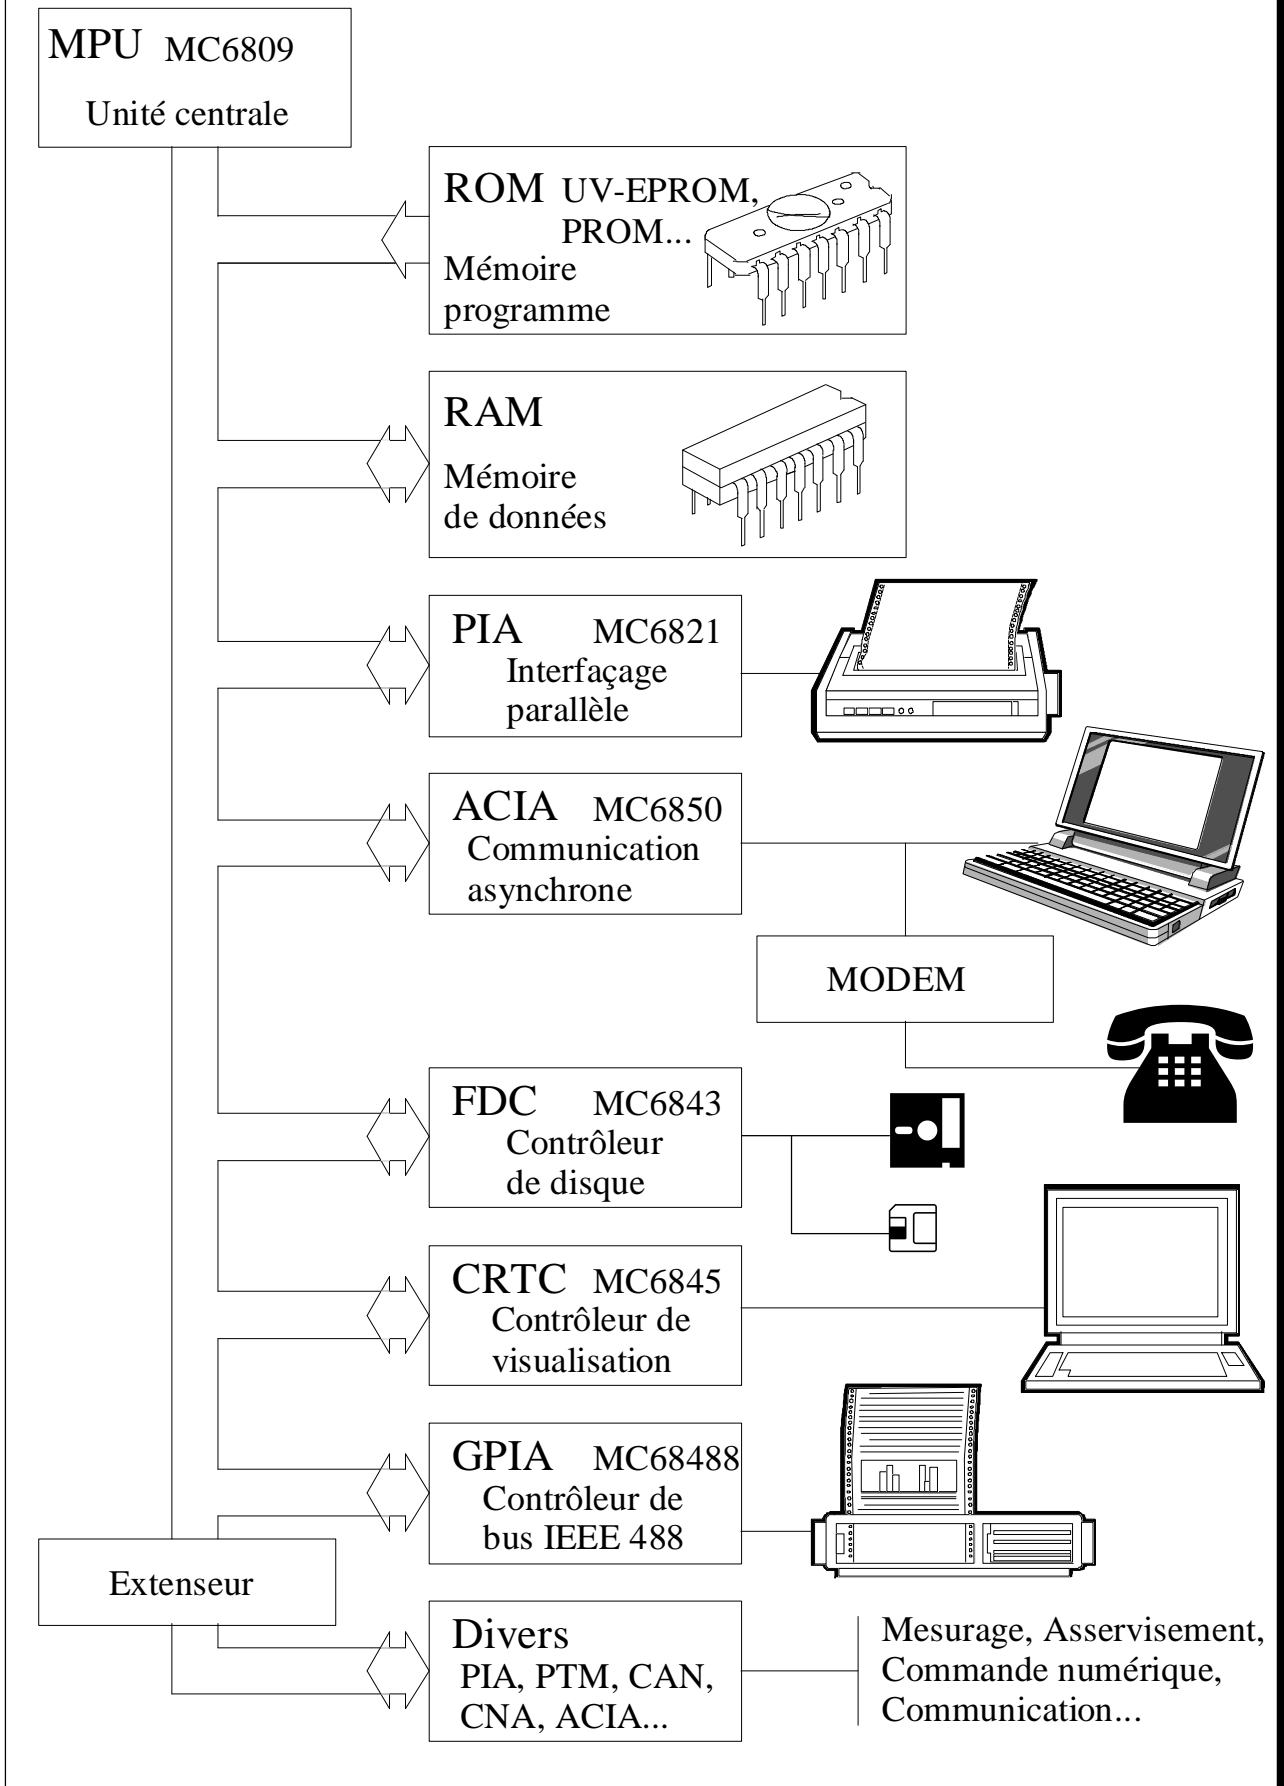 MPU MC6809
Unité centrale
ROM UV-EPROM,
PROM...
Mémoire
programme
RAM
Mémoire
de données
PIA MC6821
Interfaçage
parallèle
ACIA MC6850
Communication
asynchrone
MODEM
FDC MC6843
Contrôleur
de disque
CRTC MC6845
Contrôleur de
visualisation
GPIA MC68488
Contrôleur de
bus IEEE 488
Extenseur
Divers
PIA, PTM, CAN,
CNA, ACIA...
Mesurage, Asservisement,
Commande numérique,
Communication...